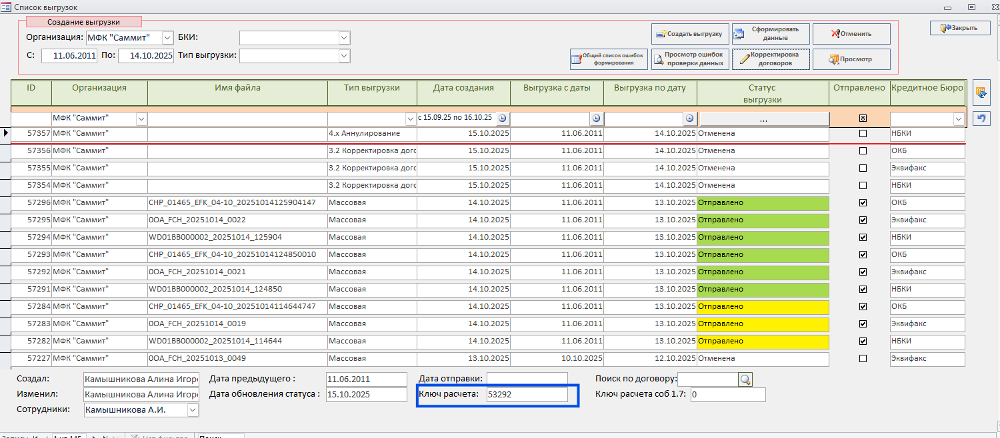 Список выгрузок
Создание выгрузки
Организация: МФК "Саммит" БКИ:
С: 11.06.2011 По: 14.10.2025 Тип выгрузки:
Создать выгрузку
Сформировать данные
Отменить
Закрыть
Общий список ошибок формирования
Просмотр ошибок проверки данных
Корректировка договоров
Просмотр
ID Организация Имя файла Тип выгрузки Дата создания Выгрузка с даты Выгрузка по дату Статус выгрузки Отправлено Кредитное Бюро
МФК "Саммит" с 15.09.25 по 16.10.25 ...
57357 МФК "Саммит" 4.x Аннулирование 15.10.2025 11.06.2011 14.10.2025 Отменена НБКИ
57356 МФК "Саммит" 3.2 Корректировка дог 15.10.2025 11.06.2011 14.10.2025 Отменена ОКБ
57355 МФК "Саммит" 3.2 Корректировка дог 15.10.2025 11.06.2011 14.10.2025 Отменена Эквифакс
57354 МФК "Саммит" 3.2 Корректировка дог 15.10.2025 11.06.2011 14.10.2025 Отменена НБКИ
57296 МФК "Саммит" CHP_01465_EFK_04-10_20251014125904147 Массовая 14.10.2025 11.06.2011 13.10.2025 Отправлено ОКБ
57295 МФК "Саммит" 0OA_FCH_20251014_0022 Массовая 14.10.2025 11.06.2011 13.10.2025 Отправлено Эквифакс
57294 МФК "Саммит" WD01BB000002_20251014_125904 Массовая 14.10.2025 11.06.2011 13.10.2025 Отправлено НБКИ
57293 МФК "Саммит" CHP_01465_EFK_04-10_20251014124850010 Массовая 14.10.2025 11.06.2011 13.10.2025 Отправлено ОКБ
57292 МФК "Саммит" 0OA_FCH_20251014_0021 Массовая 14.10.2025 11.06.2011 13.10.2025 Отправлено Эквифакс
57291 МФК "Саммит" WD01BB000002_20251014_124850 Массовая 14.10.2025 11.06.2011 13.10.2025 Отправлено НБКИ
57284 МФК "Саммит" CHP_01465_EFK_04-10_20251014114644747 Массовая 14.10.2025 11.06.2011 13.10.2025 Отправлено ОКБ
57283 МФК "Саммит" 0OA_FCH_20251014_0019 Массовая 14.10.2025 11.06.2011 13.10.2025 Отправлено Эквифакс
57282 МФК "Саммит" WD01BB000002_20251014_114644 Массовая 14.10.2025 11.06.2011 13.10.2025 Отправлено НБКИ
57227 МФК "Саммит" 0OA_FCH_20251013_0049 Массовая 13.10.2025 10.10.2025 12.10.2025 Отменена Эквифакс
Создал: Камышникова Алина Игор Дата предыдущего : 11.06.2011 Дата отправки: Поиск по договору:
Изменил: Камышникова Алина Игор Дата обновления статуса : 15.10.2025 Ключ расчета: 53292 Ключ расчета соб 1.7: 0
Сотрудники: Камышникова А.И.